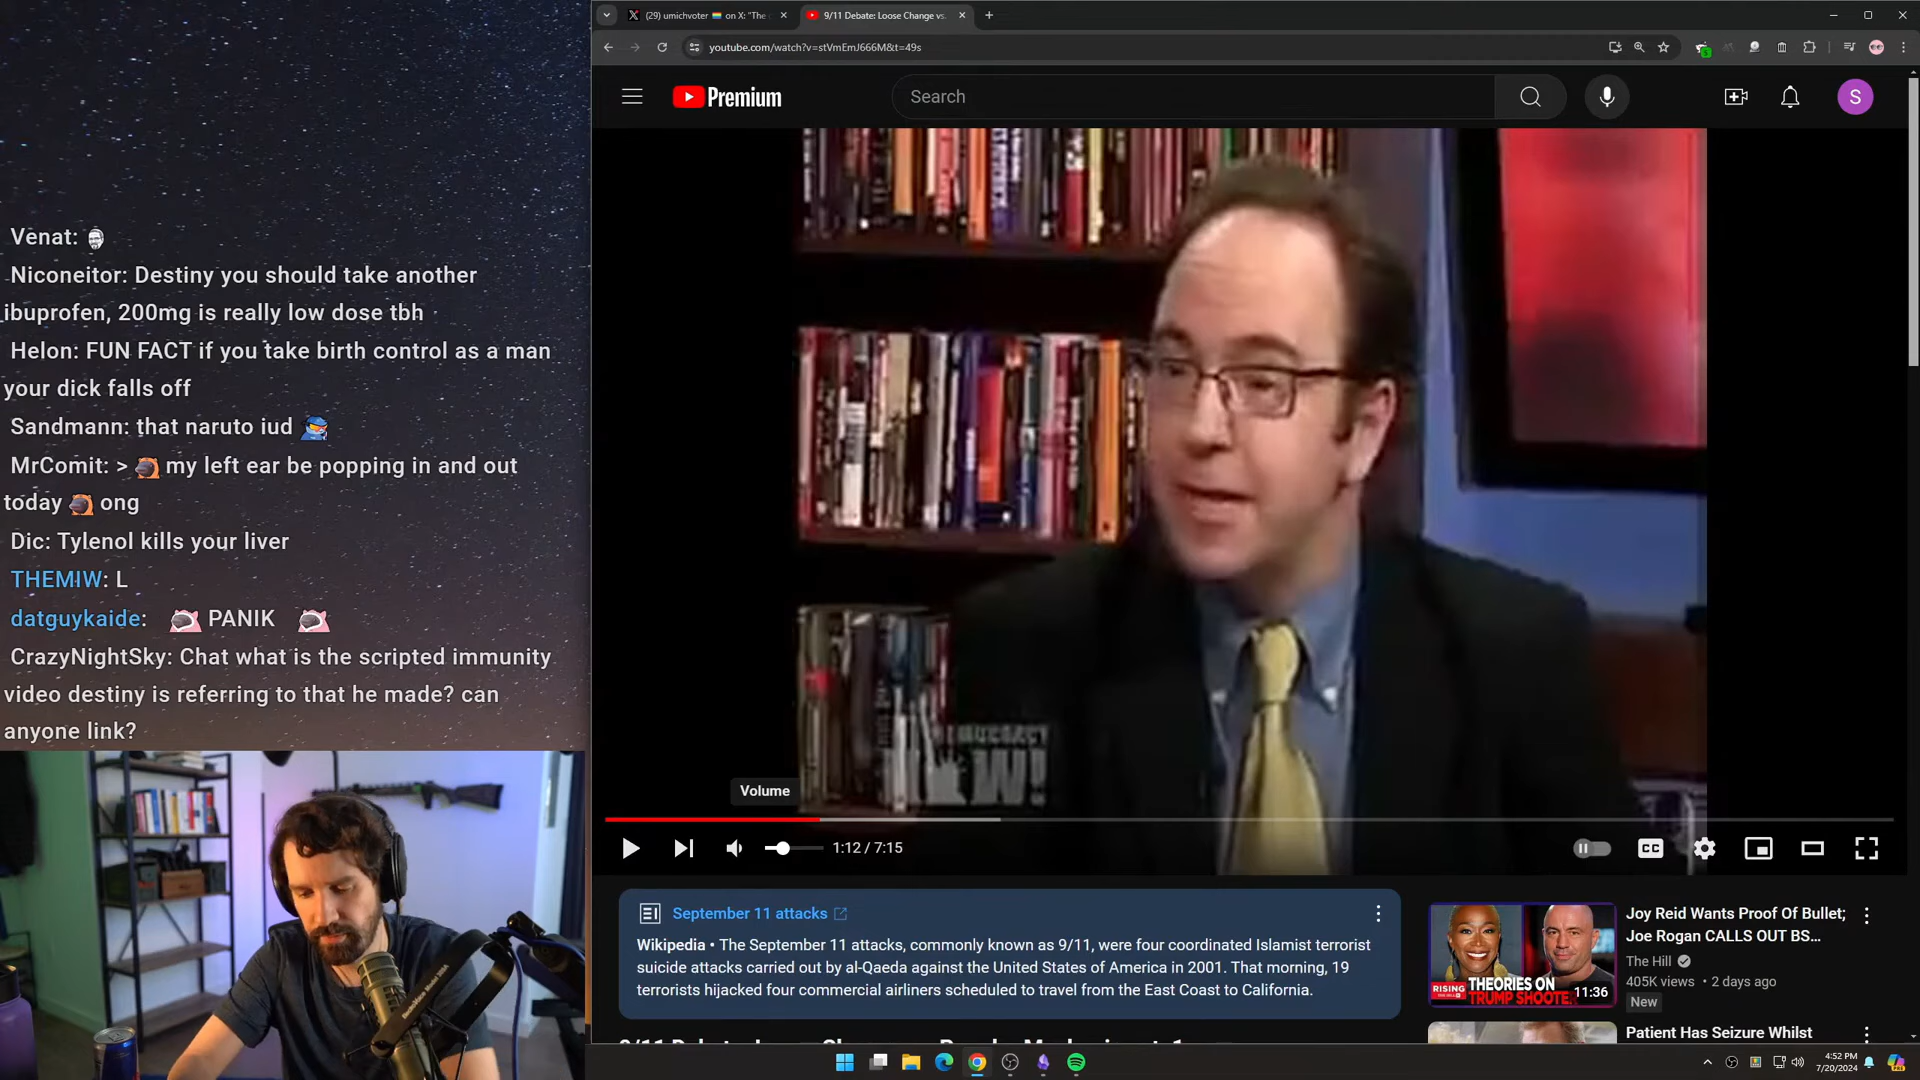 (29) umichvoter on X: "The
9/11 Debate: Loose Change vs.
youtube.com/watch?v=stVmEmJ666M&t=49s
Premium
Search
S
Venat:
Niconeitor: Destiny you should take another
ibuprofen, 200mg is really low dose tbh
Helon: FUN FACT if you take birth control as a man
your dick falls off
Sandmann: that naruto iud
MrComit: > my left ear be popping in and out
today ong
Dic: Tylenol kills your liver
THEMIW: L
datguykaide: PANIK
CrazyNightSky: Chat what is the scripted immunity
video destiny is referring to that he made? can
anyone link?
DEMOCRACY
NOW!
Volume
1:12 / 7:15
CC
September 11 attacks
Wikipedia • The September 11 attacks, commonly known as 9/11, were four coordinated Islamist terrorist
suicide attacks carried out by al-Qaeda against the United States of America in 2001. That morning, 19
terrorists hijacked four commercial airliners scheduled to travel from the East Coast to California.
RISING
THEORIES ON
TRUMP SHOOTE
11:36
Joy Reid Wants Proof Of Bullet;
Joe Rogan CALLS OUT BS...
The Hill
405K views • 2 days ago
New
Patient Has Seizure Whilst
4:52 PM
7/20/2024